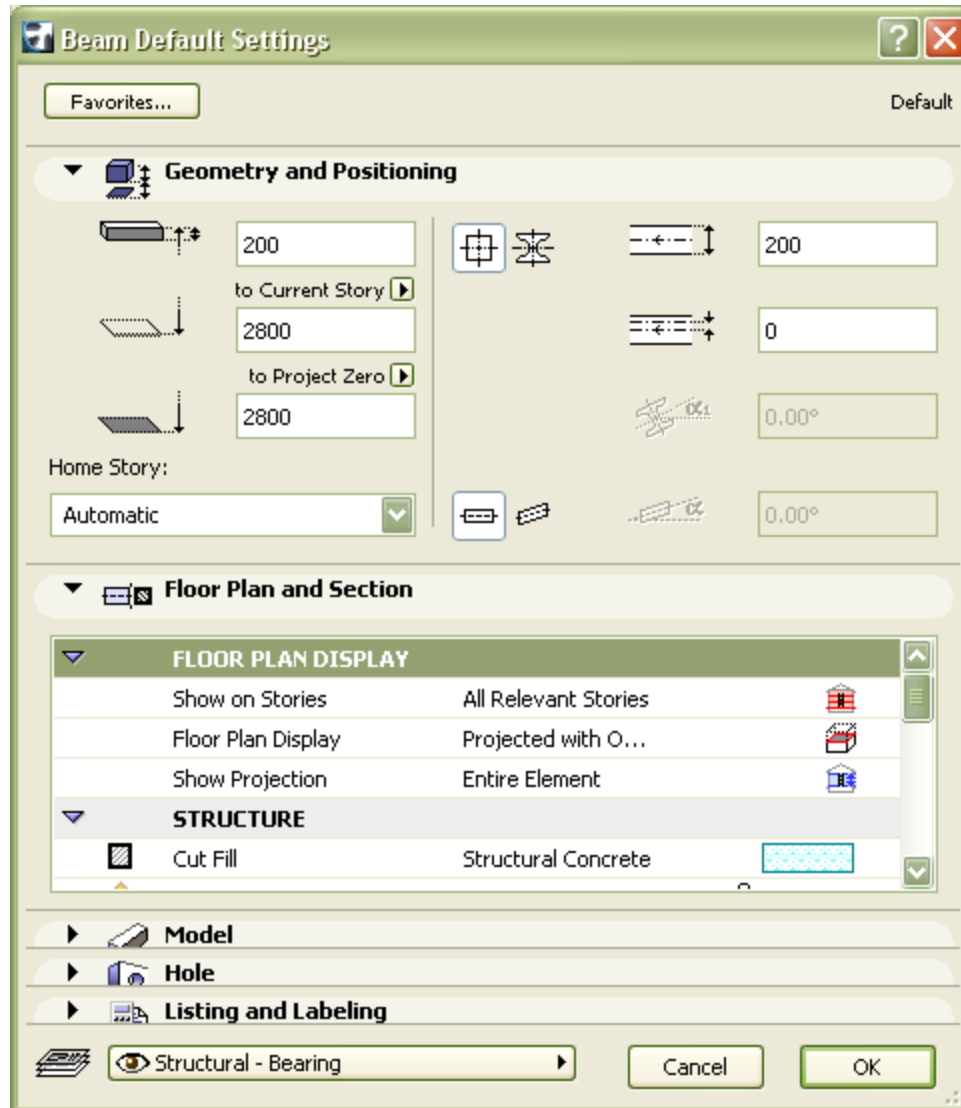 Beam Default Settings
Favorites...
Default
Geometry and Positioning
200
200
to Current Story
2800
0
to Project Zero
2800
α1
0.00°
Home Story:
Automatic
α
0.00°
Floor Plan and Section
FLOOR PLAN DISPLAY
Show on Stories All Relevant Stories
Floor Plan Display Projected with O...
Show Projection Entire Element
STRUCTURE
Cut Fill Structural Concrete
Model
Hole
Listing and Labeling
Structural - Bearing
Cancel
OK